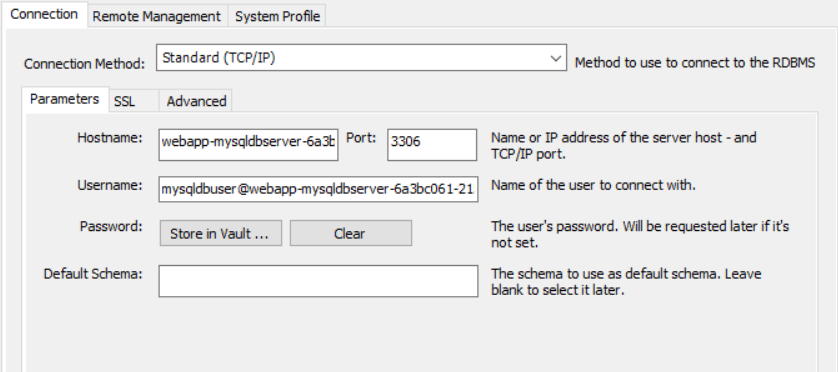 Connection Remote Management System Profile
Connection Method: Standard (TCP/IP) Method to use to connect to the RDBMS
Parameters SSL Advanced
Hostname: webapp-mysqldbserver-6a3b Port: 3306 Name or IP address of the server host - and
TCP/IP port.
Username: mysqldbuser@webapp-mysqldbserver-6a3bc061-21 Name of the user to connect with.
Password: Store in Vault ... Clear The user's password. Will be requested later if it's
not set.
Default Schema: The schema to use as default schema. Leave
blank to select it later.